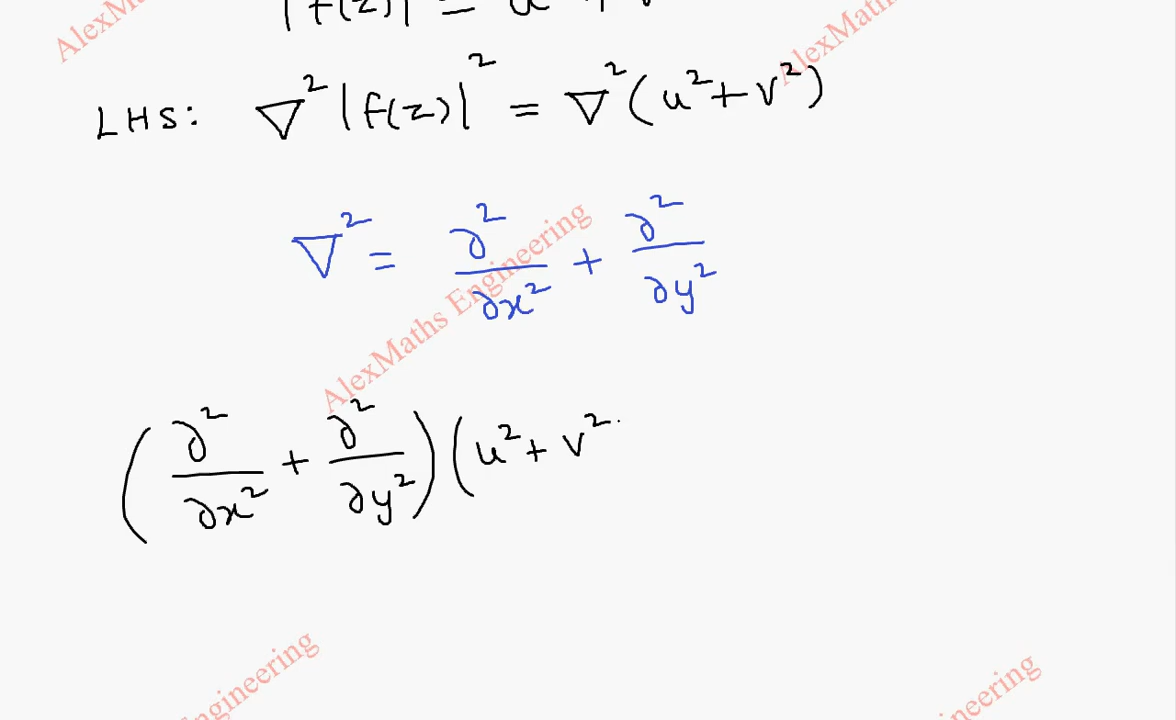 |f(z)| = u + v
LHS: ∇² |f(z)|² = ∇² (u² + v²)
∇² = ∂²/∂x² + ∂²/∂y²
(∂²/∂x² + ∂²/∂y²) (u² + v²
AlexMaths Engineering